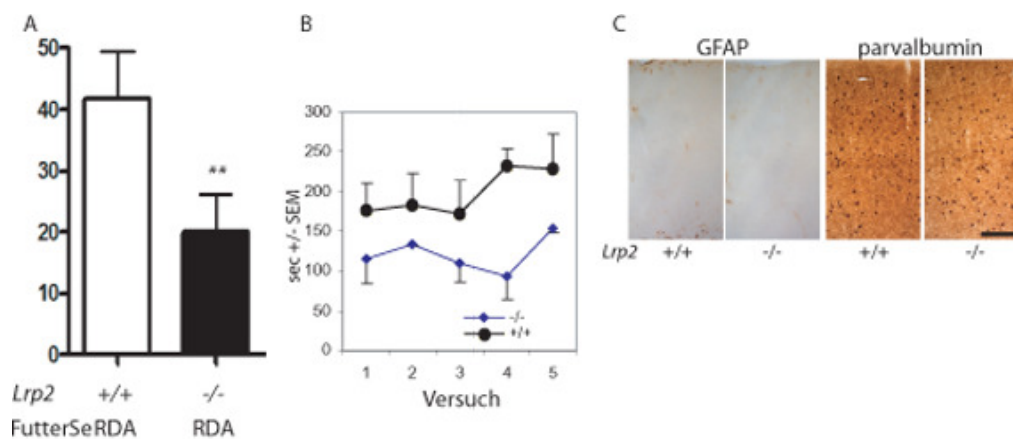 A
50
40
30
20
10
0
**
Lrp2 +/+ -/-
FutterSeRDA RDA
B
sec +/- SEM
300
250
200
150
100
50
0
-/-
+/+
1 2 3 4 5
Versuch
C
GFAP parvalbumin
Lrp2 +/+ -/- +/+ -/-